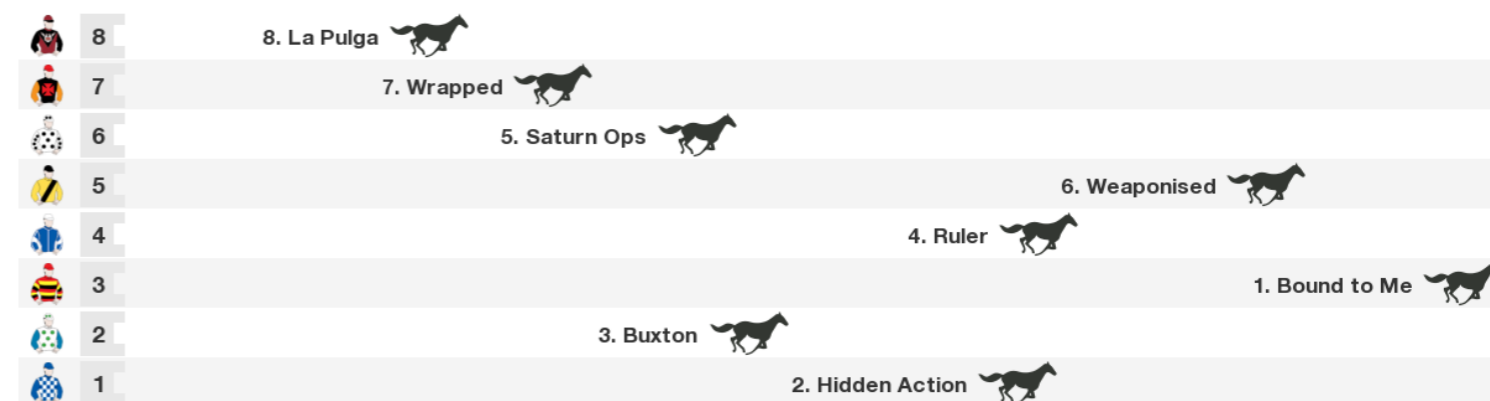 8 8. La Pulga
7 7. Wrapped
6 5. Saturn Ops
5 6. Weaponised
4 4. Ruler
3 1. Bound to Me
2 3. Buxton
1 2. Hidden Action